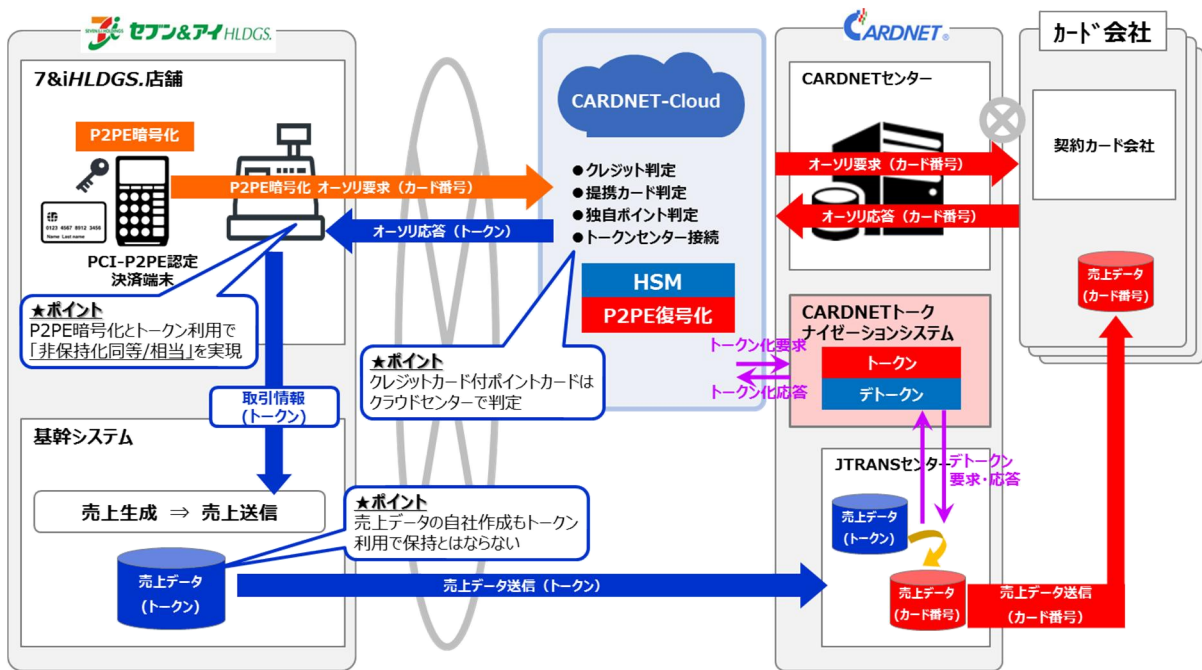 セブン&アイHLDGS.
7&iHLDGS.店舗
P2PE暗号化
0123 4567 8912 3456
Name Last name
PCI-P2PE認定
決済端末
P2PE暗号化 オーソリ要求（カード番号）
オーソリ応答（トークン）
★ポイント
P2PE暗号化とトークン利用で
「非保持化同等/相当」を実現
取引情報
(トークン)
基幹システム
売上生成 ⇒ 売上送信
売上データ
(トークン)
★ポイント
売上データの自社作成もトークン
利用で保持とはならない
売上データ送信（トークン）
CARDNET-Cloud
●クレジット判定
●提携カード判定
●独自ポイント判定
●トークンセンター接続
HSM
P2PE復号化
★ポイント
クレジットカード付ポイントカードは
クラウドセンターで判定
トークン化要求
トークン化応答
CARDNET®
CARDNETセンター
オーソリ要求（カード番号）
オーソリ応答（カード番号）
CARDNETトーク
ナイゼーションシステム
トークン
デトークン
JTRANSセンター
デトークン
要求・応答
売上データ
(トークン)
売上データ
(カード番号)
売上データ送信
(カード番号)
カード会社
契約カード会社
売上データ
(カード番号)